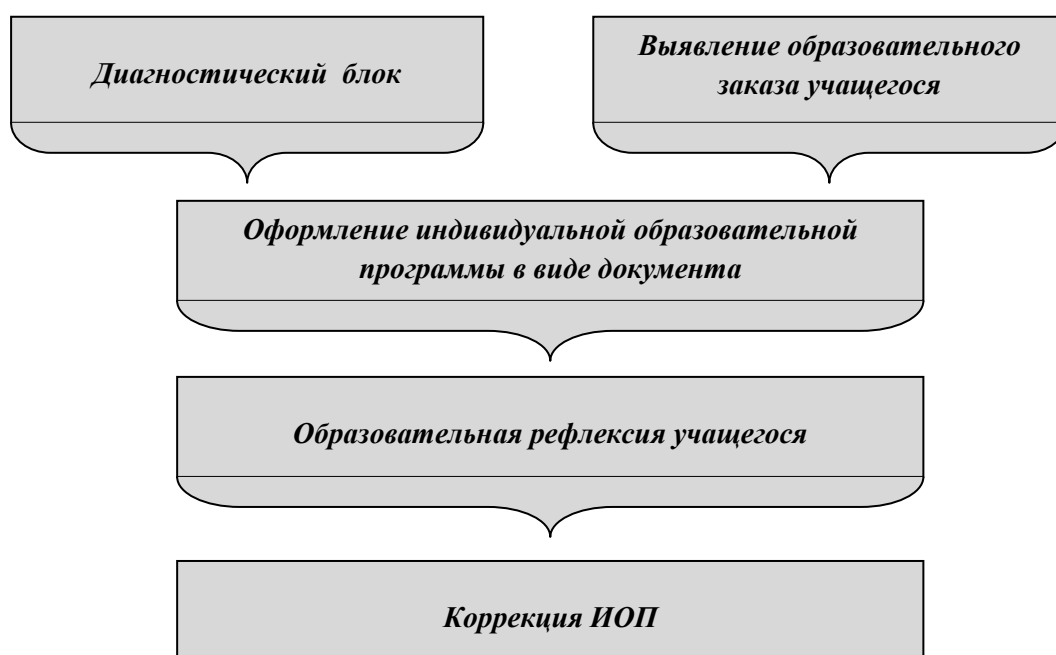 Диагностический блок
Выявление образовательного
заказа учащегося
Оформление индивидуальной образовательной
программы в виде документа
Образовательная рефлексия учащегося
Коррекция ИОП